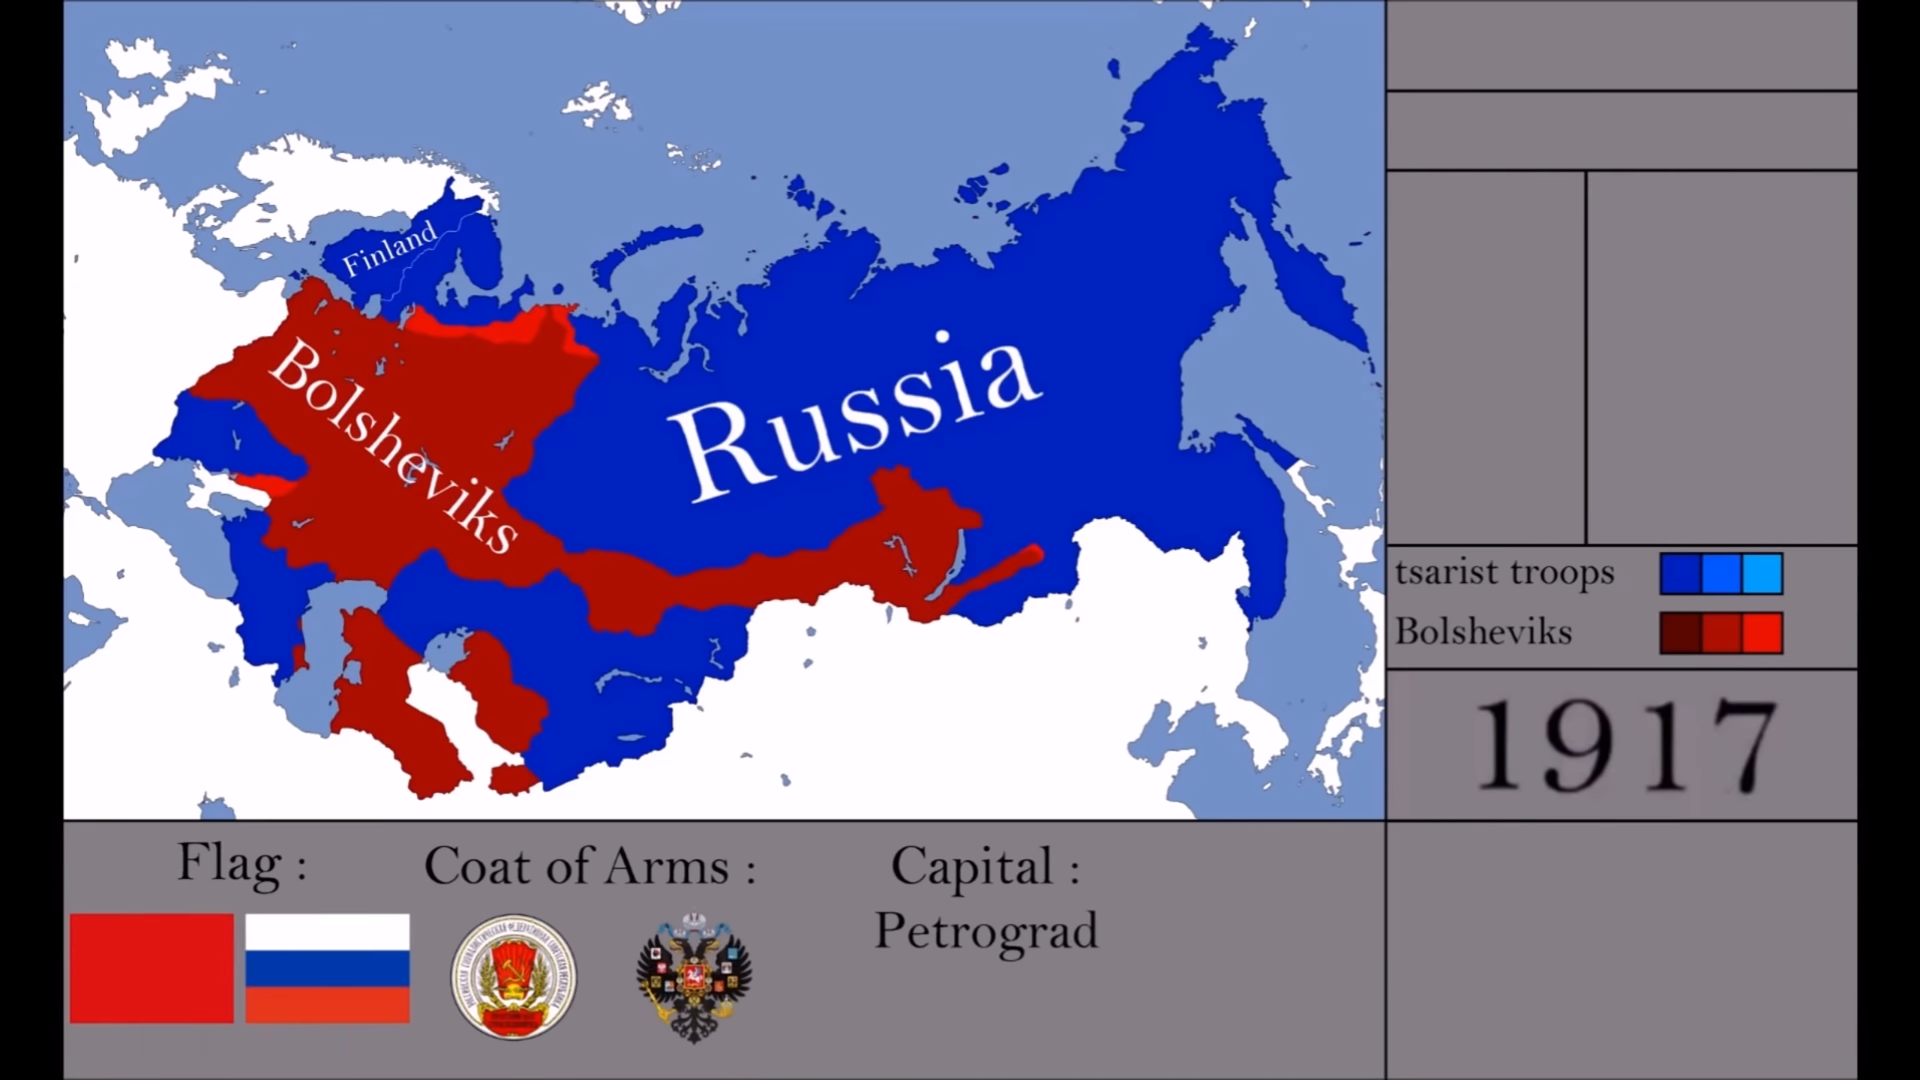 Finland
Bolsheviks
Russia
tsarist troops
Bolsheviks
1917
Flag :
Coat of Arms :
Capital :
Petrograd